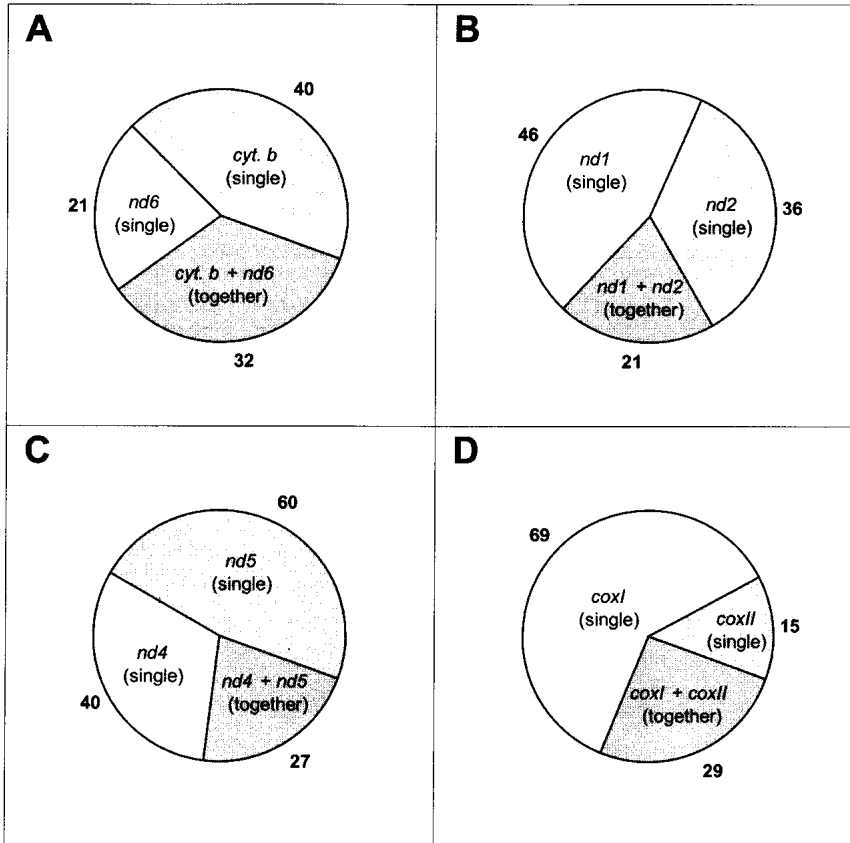 A
40
cyt. b
(single)
21
nd6
(single)
cyt. b + nd6
(together)
32
B
46
nd1
(single)
nd2
(single)
36
nd1 + nd2
(together)
21
C
60
nd5
(single)
nd4
(single)
40
nd4 + nd5
(together)
27
D
69
coxI
(single)
coxII
(single)
15
coxI + coxII
(together)
29